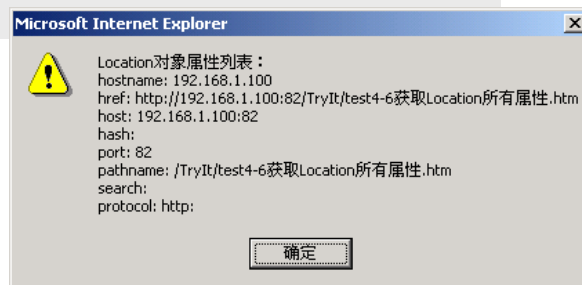 Microsoft Internet Explorer
Location对象属性列表：
hostname: 192.168.1.100
href: http://192.168.1.100:82/TryIt/test4-6获取Location所有属性.htm
host: 192.168.1.100:82
hash:
port: 82
pathname: /TryIt/test4-6获取Location所有属性.htm
search:
protocol: http:
确定